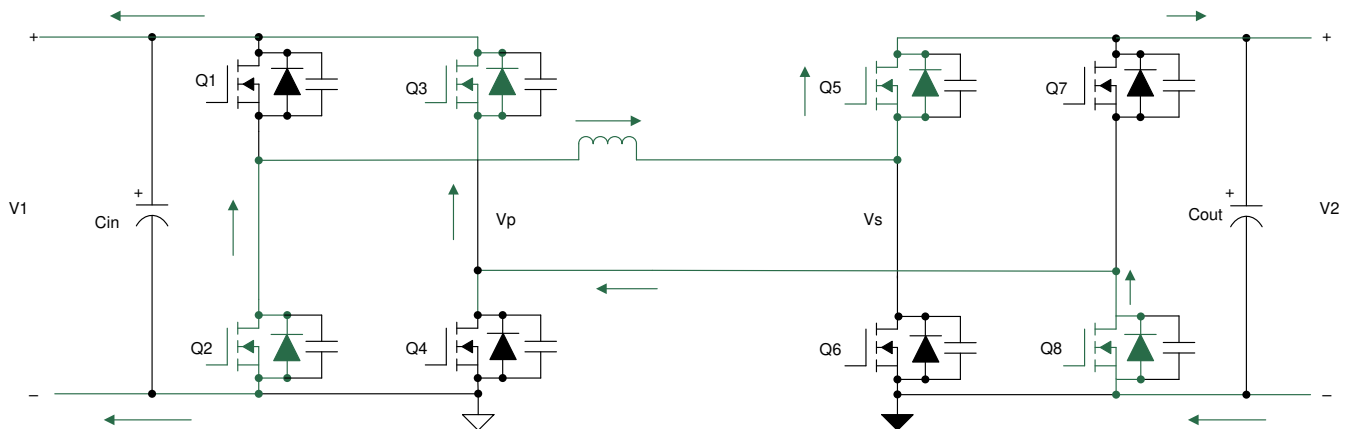 +
+
Q1
Q3
Q5
Q7
+
+
V1
Cin
Vp
Vs
Cout
V2
Q2
Q4
Q6
Q8
–
–